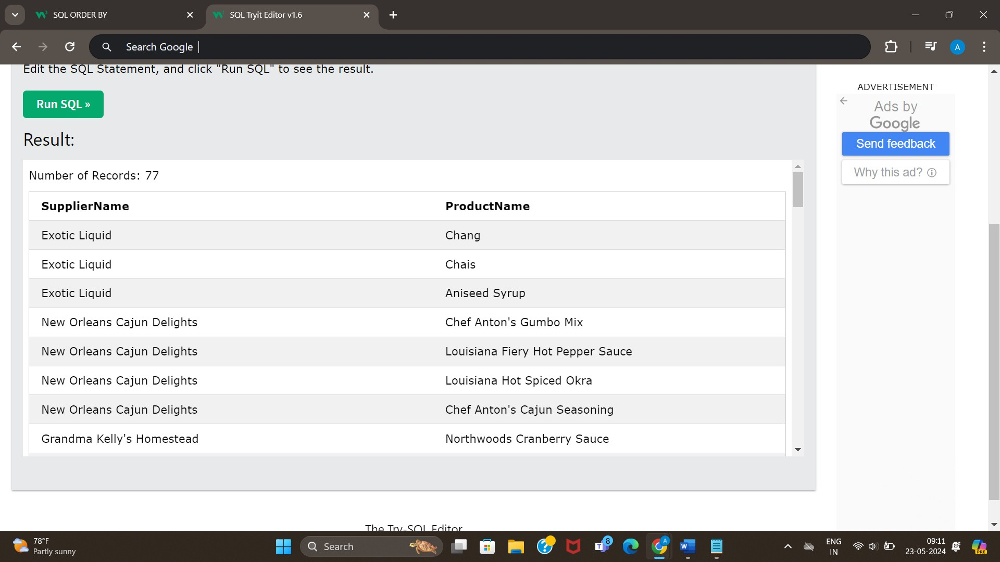 SQL ORDER BY
SQL Tryit Editor v1.6
Search Google
A
Edit the SQL Statement, and click "Run SQL" to see the result.
Run SQL »
Result:
Number of Records: 77
SupplierName ProductName
Exotic Liquid Chang
Exotic Liquid Chais
Exotic Liquid Aniseed Syrup
New Orleans Cajun Delights Chef Anton's Gumbo Mix
New Orleans Cajun Delights Louisiana Fiery Hot Pepper Sauce
New Orleans Cajun Delights Louisiana Hot Spiced Okra
New Orleans Cajun Delights Chef Anton's Cajun Seasoning
Grandma Kelly's Homestead Northwoods Cranberry Sauce
ADVERTISEMENT
Ads by
Google
Send feedback
Why this ad?
The Try-SQL Editor
78°F
Partly sunny
Search
8
A
ENG
IN
09:11
23-05-2024
PRE